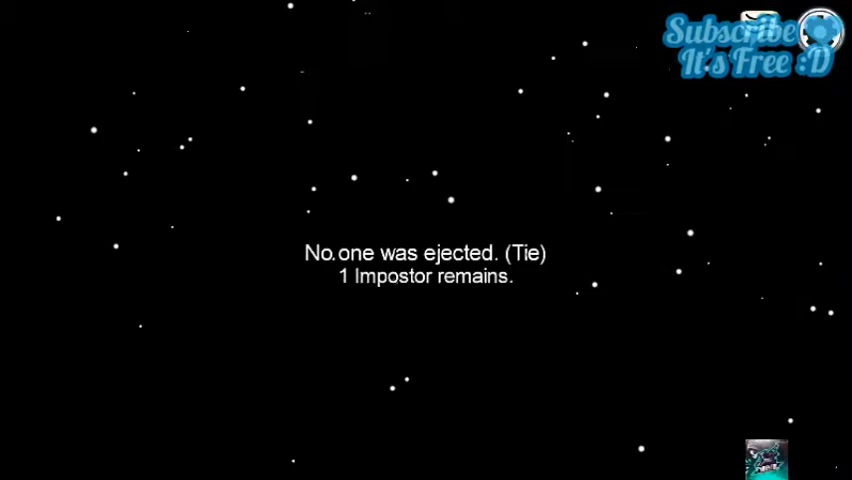 Subscribe
It's Free :D
No one was ejected. (Tie)
1 Impostor remains.